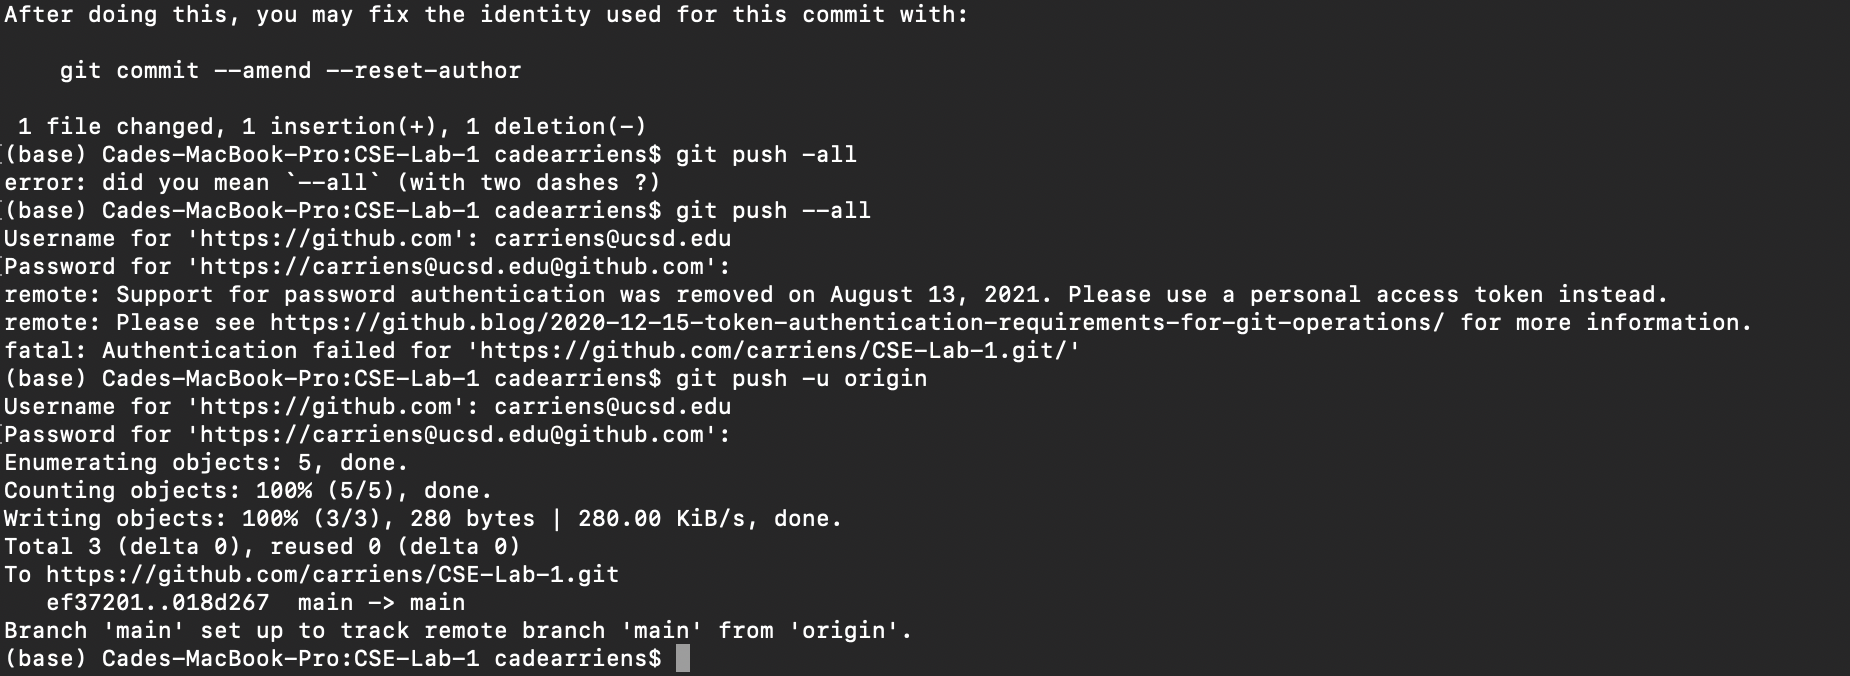 After doing this, you may fix the identity used for this commit with:
git commit --amend --reset-author
1 file changed, 1 insertion(+), 1 deletion(-)
(base) Cades-MacBook-Pro:CSE-Lab-1 cadearriens$ git push -all
error: did you mean `--all` (with two dashes ?)
(base) Cades-MacBook-Pro:CSE-Lab-1 cadearriens$ git push --all
Username for 'https://github.com': carriens@ucsd.edu
Password for 'https://carriens@ucsd.edu@github.com':
remote: Support for password authentication was removed on August 13, 2021. Please use a personal access token instead.
remote: Please see https://github.blog/2020-12-15-token-authentication-requirements-for-git-operations/ for more information.
fatal: Authentication failed for 'https://github.com/carriens/CSE-Lab-1.git/'
(base) Cades-MacBook-Pro:CSE-Lab-1 cadearriens$ git push -u origin
Username for 'https://github.com': carriens@ucsd.edu
Password for 'https://carriens@ucsd.edu@github.com':
Enumerating objects: 5, done.
Counting objects: 100% (5/5), done.
Writing objects: 100% (3/3), 280 bytes | 280.00 KiB/s, done.
Total 3 (delta 0), reused 0 (delta 0)
To https://github.com/carriens/CSE-Lab-1.git
ef37201..018d267  main -> main
Branch 'main' set up to track remote branch 'main' from 'origin'.
(base) Cades-MacBook-Pro:CSE-Lab-1 cadearriens$